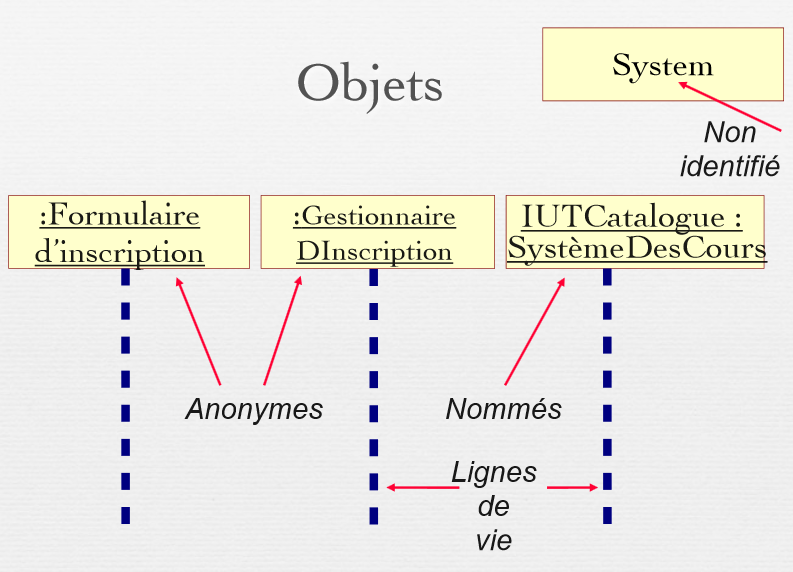 Objets
System
Non
identifié
:Formulaire
d'inscription
:Gestionnaire
DInscription
IUTCatalogue :
SystèmeDesCours
Anonymes
Nommés
Lignes
de
vie